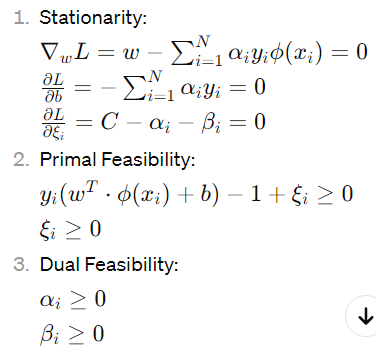 1. Stationarity:
∇_w L = w − ∑_{i=1}^{N} α_i y_i ϕ(x_i) = 0
∂L/∂b = − ∑_{i=1}^{N} α_i y_i = 0
∂L/∂ξ_i = C − α_i − β_i = 0
2. Primal Feasibility:
y_i(w^T · ϕ(x_i) + b) − 1 + ξ_i ≥ 0
ξ_i ≥ 0
3. Dual Feasibility:
α_i ≥ 0
β_i ≥ 0